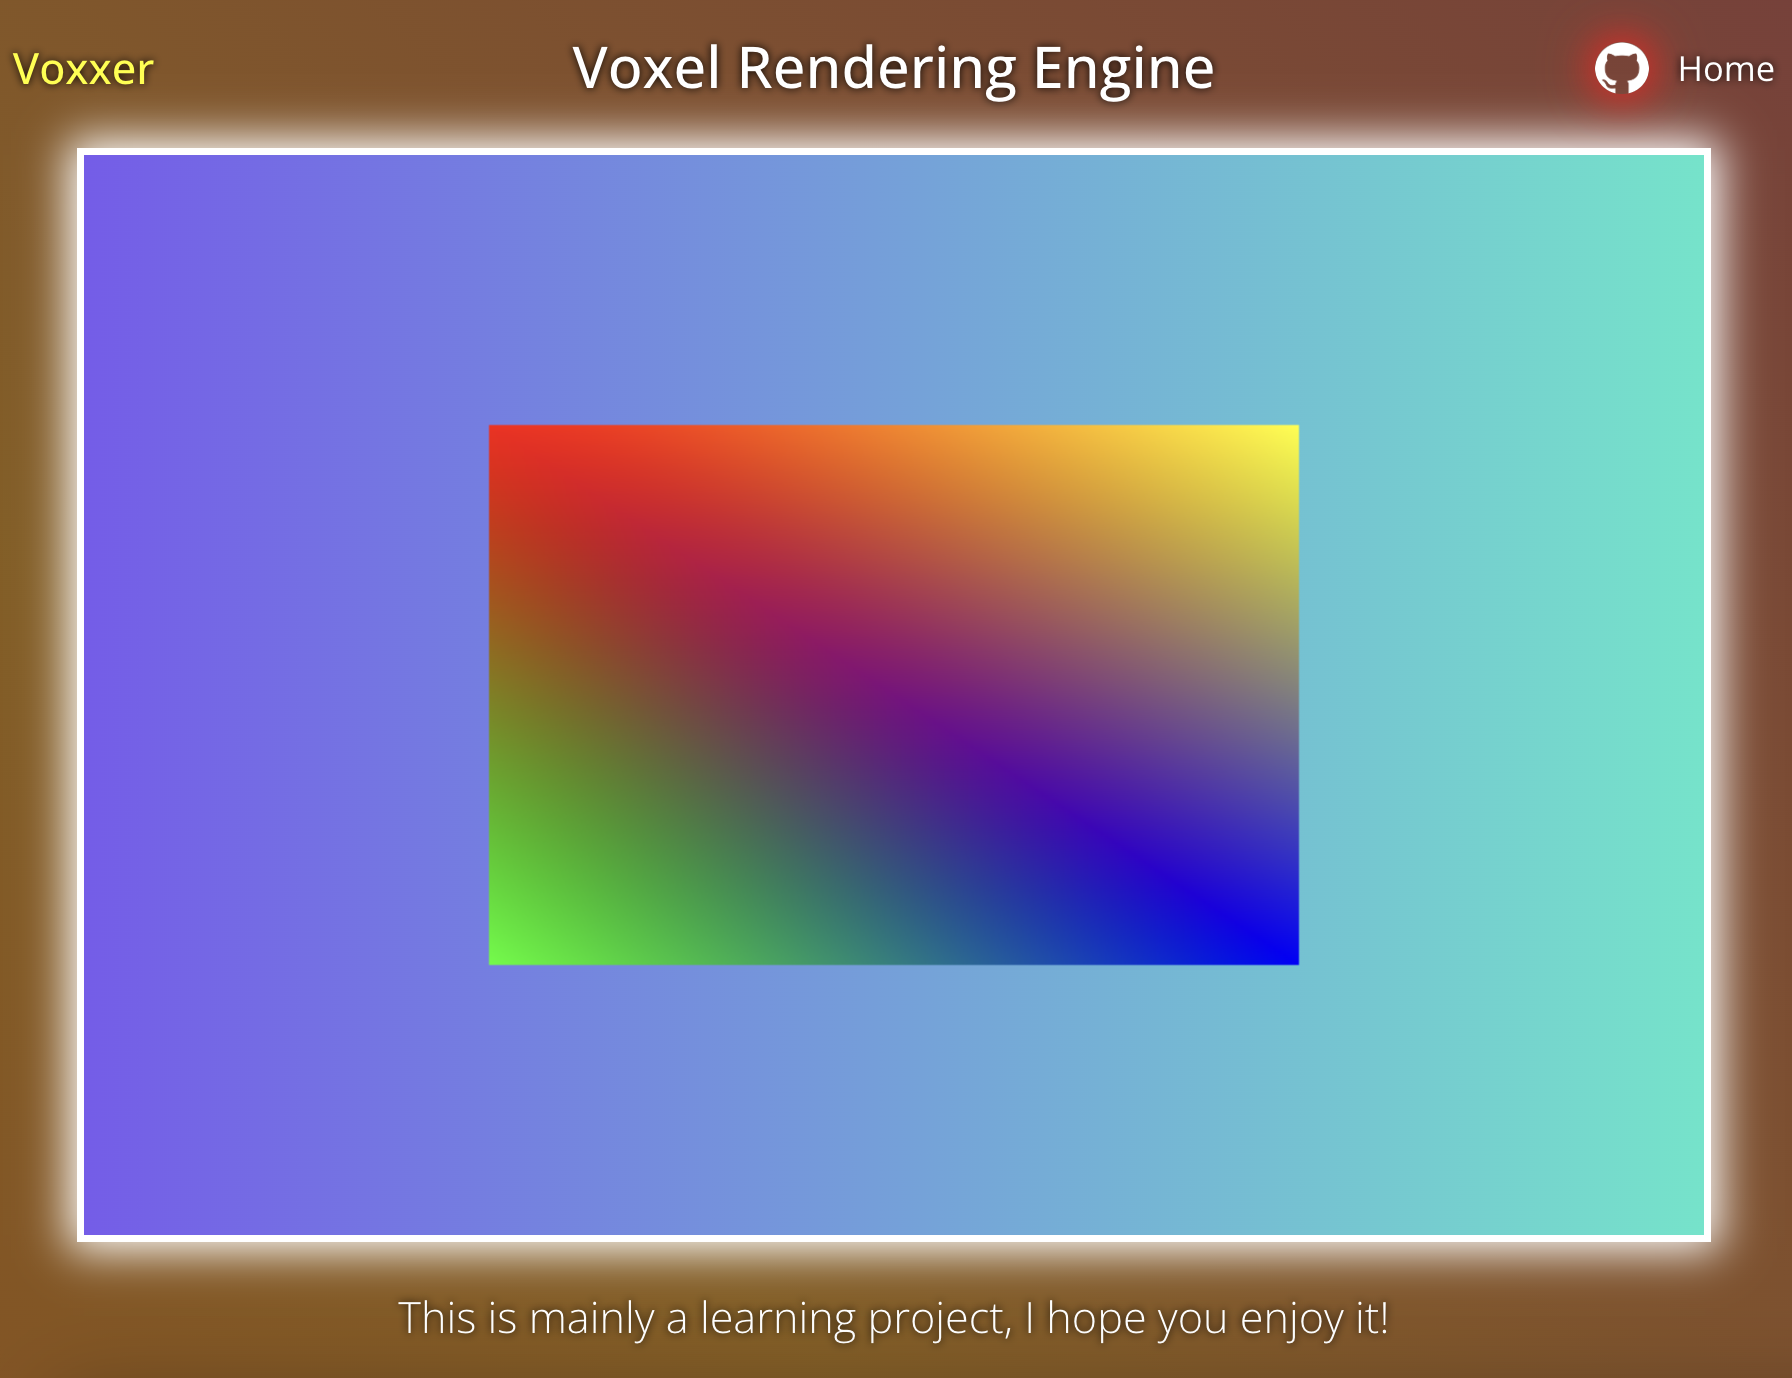 Voxxer
Voxel Rendering Engine
Home
This is mainly a learning project, I hope you enjoy it!